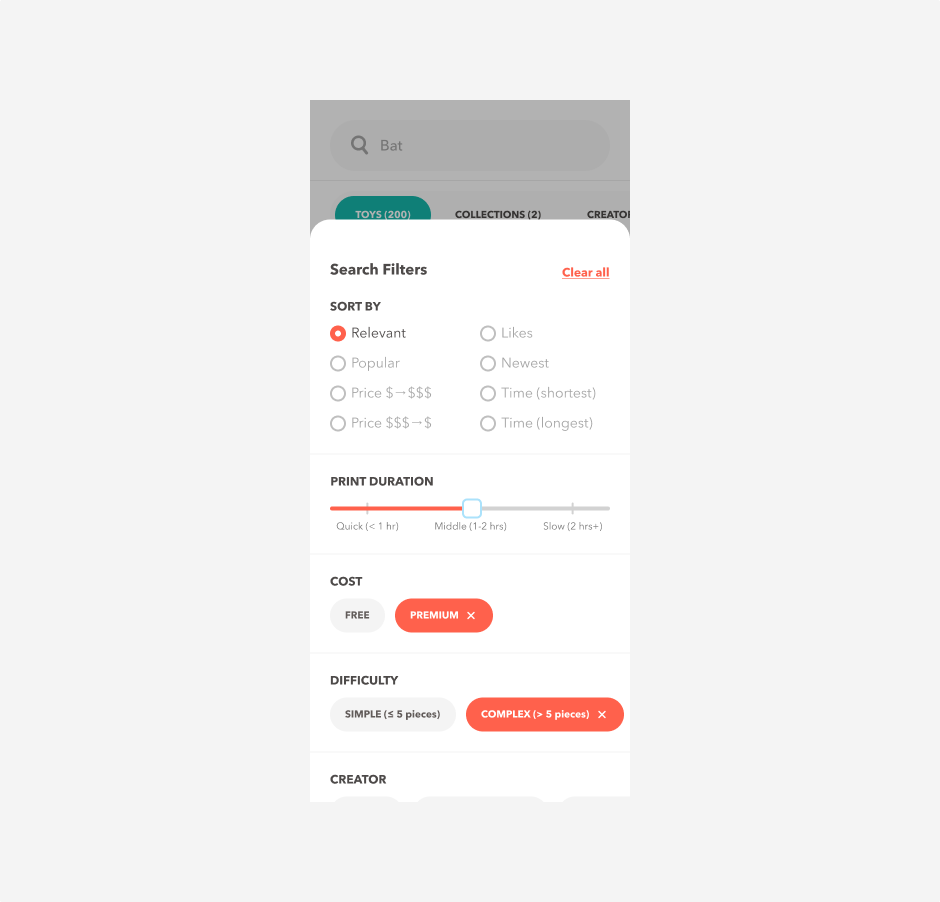 Bat
TOYS (200) COLLECTIONS (2) CREATOR
Search Filters Clear all
SORT BY
Relevant Likes
Popular Newest
Price $→$$$ Time (shortest)
Price $$$→$ Time (longest)
PRINT DURATION
Quick (< 1 hr) Middle (1-2 hrs) Slow (2 hrs+)
COST
FREE PREMIUM ×
DIFFICULTY
SIMPLE (≤ 5 pieces) COMPLEX (> 5 pieces) ×
CREATOR